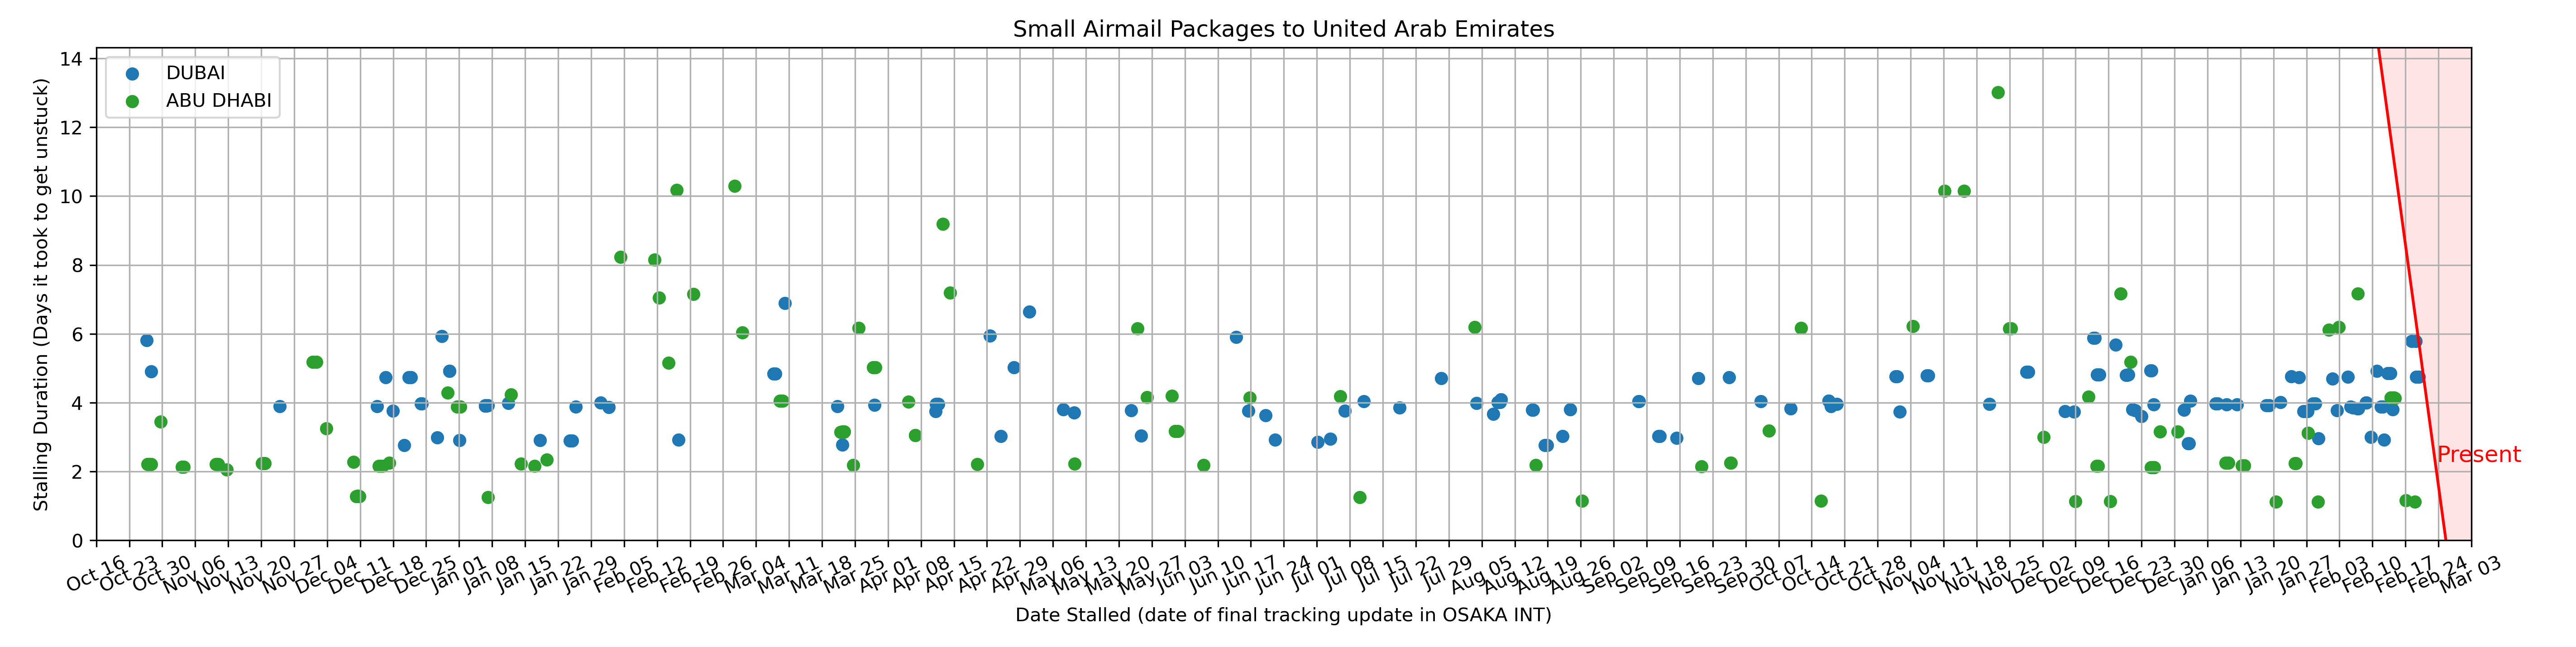 Small Airmail Packages to United Arab Emirates
Stalling Duration (Days it took to get unstuck)
14
12
10
8
6
4
2
0
DUBAI
ABU DHABI
Present
Oct 16
Oct 23
Oct 30
Nov 06
Nov 13
Nov 20
Nov 27
Dec 04
Dec 11
Dec 18
Dec 25
Jan 01
Jan 08
Jan 15
Jan 22
Jan 29
Feb 05
Feb 12
Feb 19
Feb 26
Mar 04
Mar 11
Mar 18
Mar 25
Apr 01
Apr 08
Apr 15
Apr 22
Apr 29
May 06
May 13
May 20
May 27
Jun 03
Jun 10
Jun 17
Jun 24
Jul 01
Jul 08
Jul 15
Jul 22
Jul 29
Aug 05
Aug 12
Aug 19
Aug 26
Sep 02
Sep 09
Sep 16
Sep 23
Sep 30
Oct 07
Oct 14
Oct 21
Oct 28
Nov 04
Nov 11
Nov 18
Nov 25
Dec 02
Dec 09
Dec 16
Dec 23
Dec 30
Jan 06
Jan 13
Jan 20
Jan 27
Feb 03
Feb 10
Feb 17
Feb 24
Mar 03
Date Stalled (date of final tracking update in OSAKA INT)